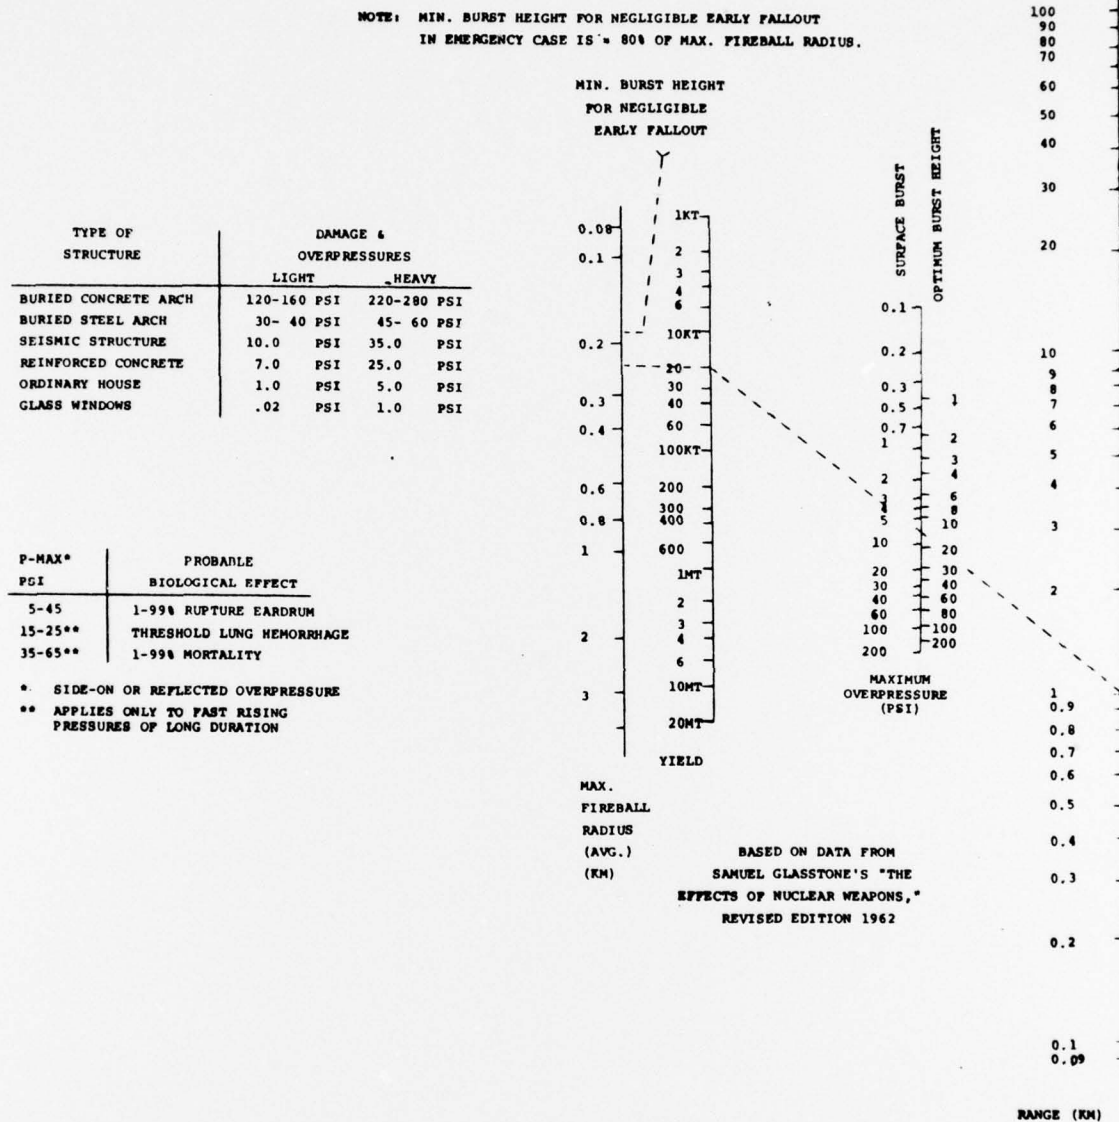 NOTE: MIN. BURST HEIGHT FOR NEGLIGIBLE EARLY FALLOUT
IN EMERGENCY CASE IS ≈ 80% OF MAX. FIREBALL RADIUS.
TYPE OF
STRUCTURE
DAMAGE &
OVERPRESSURES
LIGHT HEAVY
BURIED CONCRETE ARCH 120-160 PSI 220-280 PSI
BURIED STEEL ARCH 30- 40 PSI 45- 60 PSI
SEISMIC STRUCTURE 10.0 PSI 35.0 PSI
REINFORCED CONCRETE 7.0 PSI 25.0 PSI
ORDINARY HOUSE 1.0 PSI 5.0 PSI
GLASS WINDOWS .02 PSI 1.0 PSI
P-MAX*
PSI
PROBABLE
BIOLOGICAL EFFECT
5-45 1-99% RUPTURE EARDRUM
15-25** THRESHOLD LUNG HEMORRHAGE
35-65** 1-99% MORTALITY
* SIDE-ON OR REFLECTED OVERPRESSURE
** APPLIES ONLY TO FAST RISING
PRESSURES OF LONG DURATION
MIN. BURST HEIGHT
FOR NEGLIGIBLE
EARLY FALLOUT
0.08
0.1
0.2
0.3
0.4
0.6
0.8
1
2
3
MAX.
FIREBALL
RADIUS
(AVG.)
(KM)
1KT
2
3
4
6
10KT
20
30
40
60
100KT
200
300
400
600
1MT
2
3
4
6
10MT
20MT
YIELD
SURFACE BURST
0.1
0.2
0.3
0.5
0.7
1
2
3
4
5
10
20
30
40
60
100
200
OPTIMUM BURST HEIGHT
1
2
3
4
6
8
10
20
30
40
60
80
100
200
MAXIMUM
OVERPRESSURE
(PSI)
BASED ON DATA FROM
SAMUEL GLASSTONE'S "THE
EFFECTS OF NUCLEAR WEAPONS,"
REVISED EDITION 1962
100
90
80
70
60
50
40
30
20
10
9
8
7
6
5
4
3
2
1
0.9
0.8
0.7
0.6
0.5
0.4
0.3
0.2
0.1
0.09
RANGE (KM)